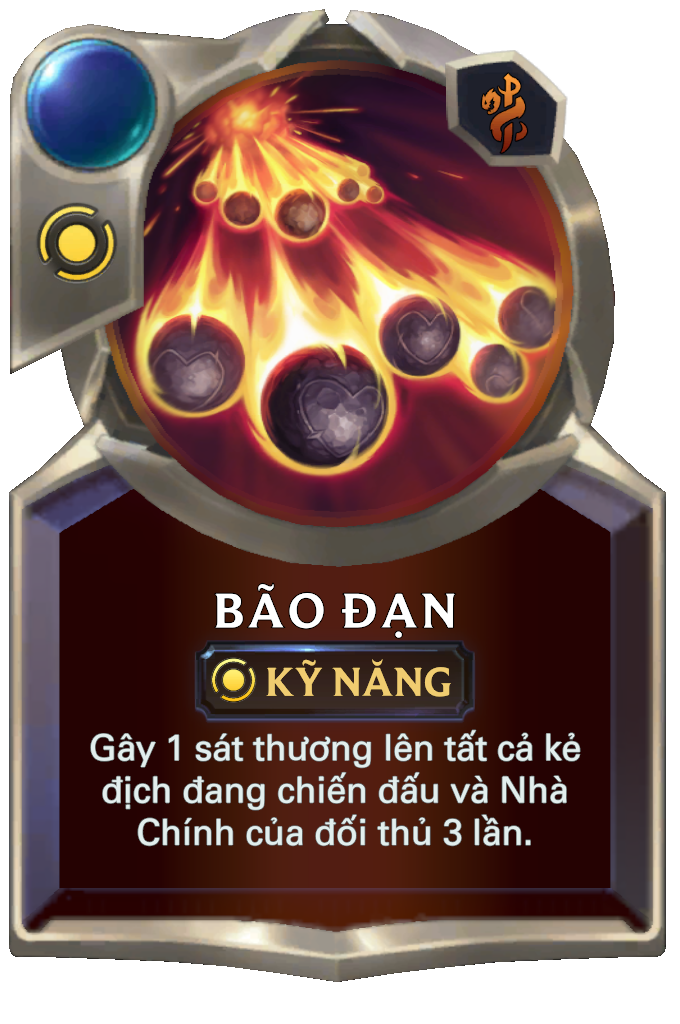 BÃO ĐẠN
KỸ NĂNG
Gây 1 sát thương lên tất cả kẻ
địch đang chiến đấu và Nhà
Chính của đối thủ 3 lần.